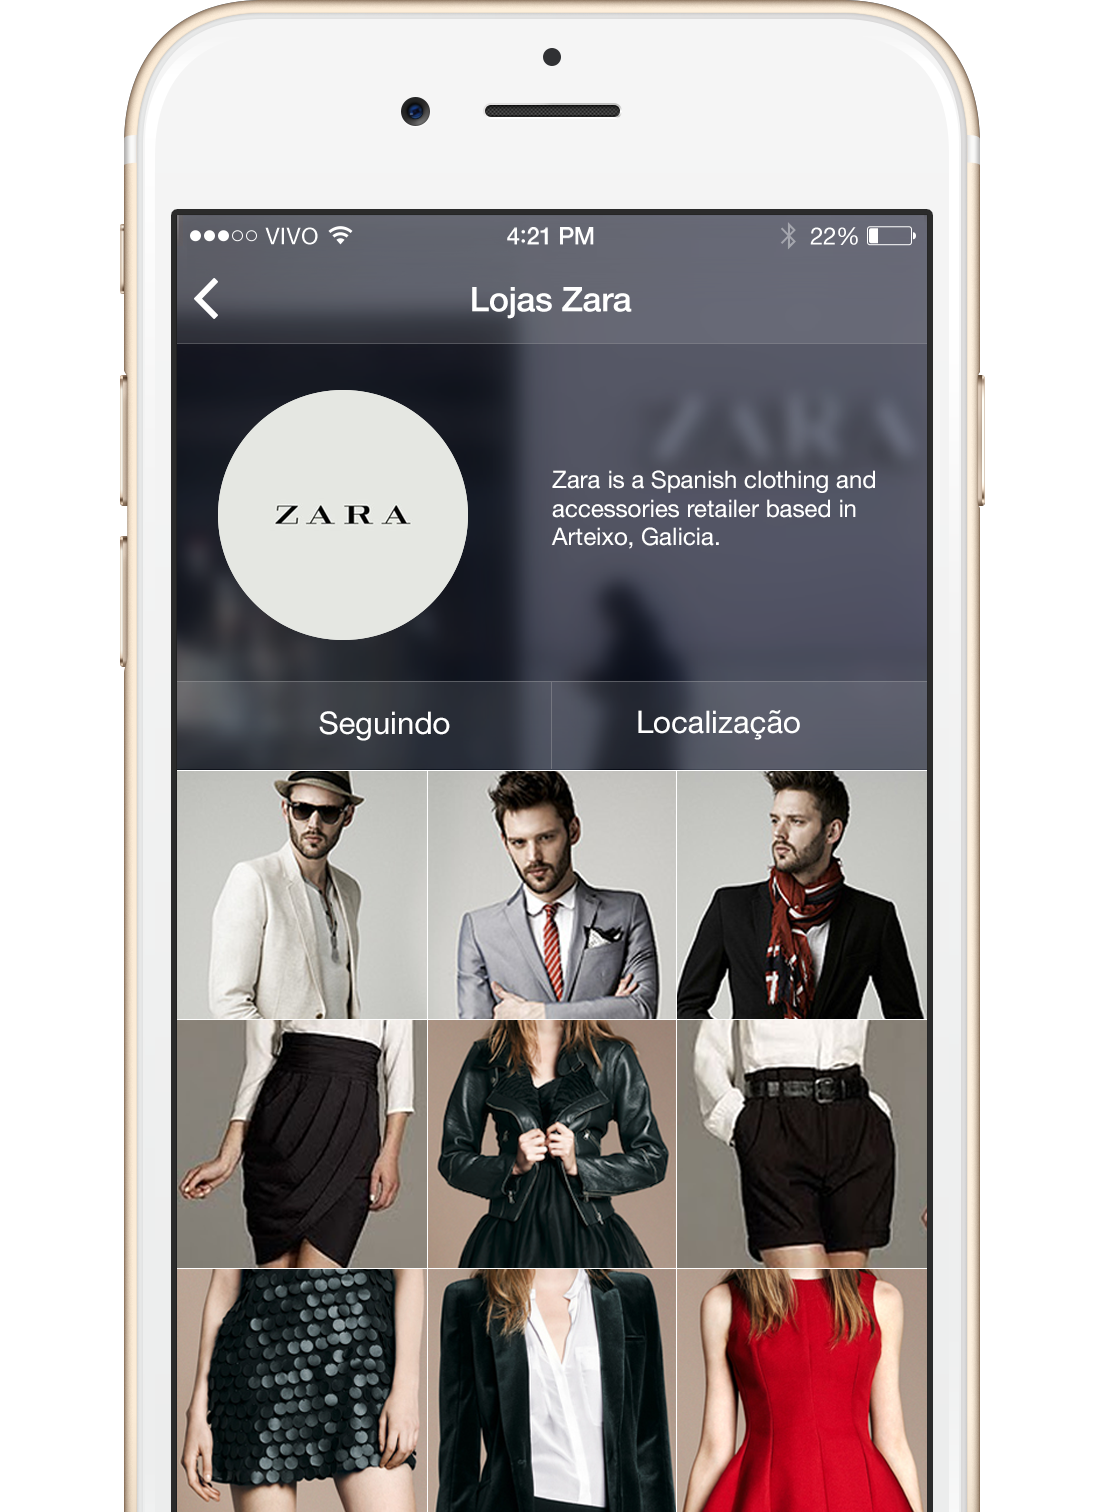 VIVO 4:21 PM 22%
Lojas Zara
ZARA
ZARA
Zara is a Spanish clothing and
accessories retailer based in
Arteixo, Galicia.
Seguindo Localização